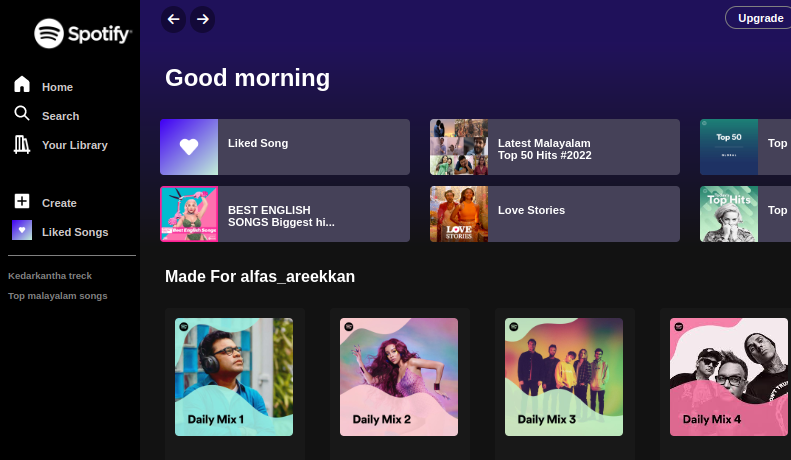 Spotify
Upgrade
Good morning
Home
Search
Your Library
Create
Liked Songs
Kedarkantha treck
Top malayalam songs
Liked Song
Latest Malayalam
Top 50 Hits #2022
Top 50
GLOBAL
Top
BEST ENGLISH
SONGS Biggest hi...
Best English Songs
Love Stories
LOVE
STORIES
Top Hits
Top
Made For alfas_areekkan
Daily Mix 1
Daily Mix 2
Daily Mix 3
Daily Mix 4